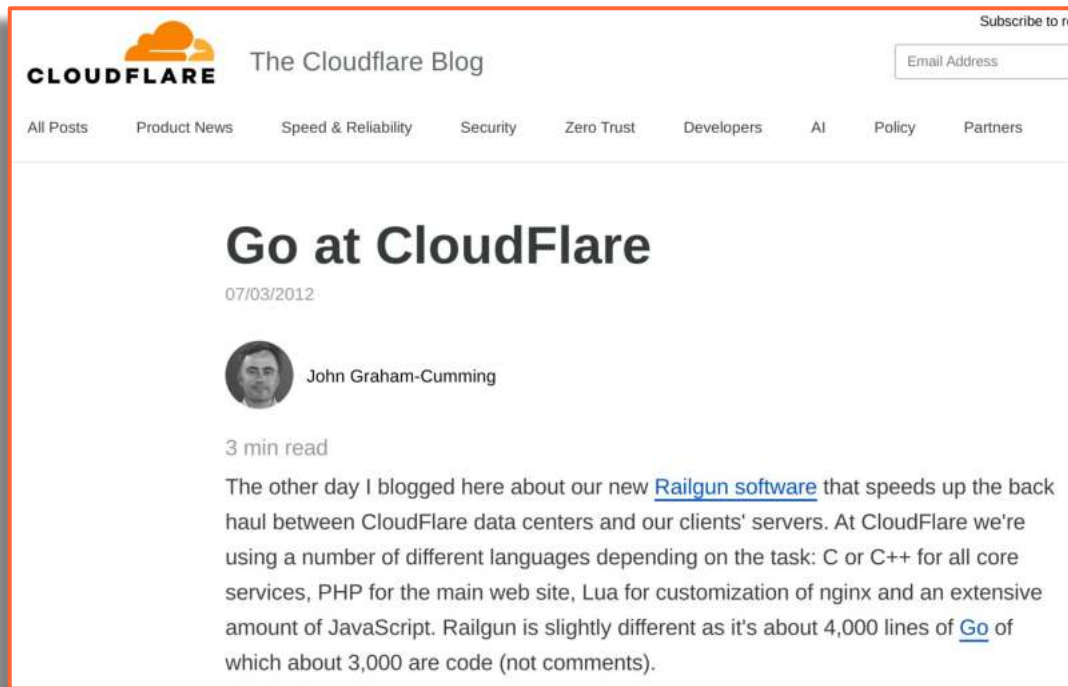 Subscribe to re
CLOUDFLARE
The Cloudflare Blog
Email Address
All Posts Product News Speed & Reliability Security Zero Trust Developers AI Policy Partners
Go at CloudFlare
07/03/2012
John Graham-Cumming
3 min read
The other day I blogged here about our new Railgun software that speeds up the back
haul between CloudFlare data centers and our clients' servers. At CloudFlare we're
using a number of different languages depending on the task: C or C++ for all core
services, PHP for the main web site, Lua for customization of nginx and an extensive
amount of JavaScript. Railgun is slightly different as it's about 4,000 lines of Go of
which about 3,000 are code (not comments).